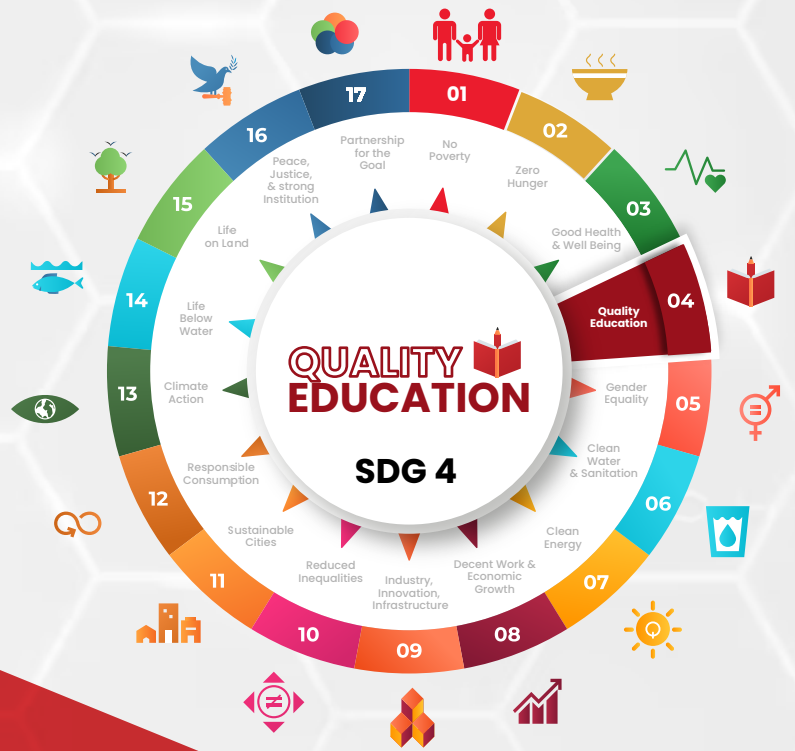 17
01
02
03
04
05
06
07
08
09
10
11
12
13
14
15
16
Partnership
for the
Goal
No
Poverty
Zero
Hunger
Good Health
& Well Being
Quality
Education
Gender
Equality
Clean
Water
& Sanitation
Clean
Energy
Decent Work &
Economic
Growth
Industry,
Innovation,
Infrastructure
Reduced
Inequalities
Sustainable
Cities
Responsible
Consumption
Climate
Action
Life
Below
Water
Life
on Land
Peace,
Justice,
& strong
Institution
QUALITY
EDUCATION
SDG 4